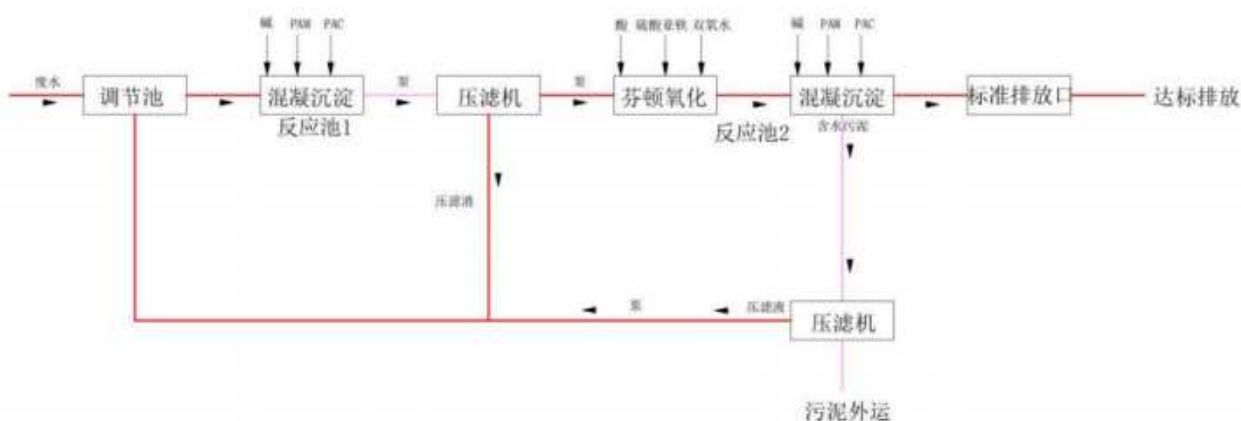 碱 PAM PAC
酸 硫酸亚铁 双氧水
碱 PAM PAC
废水
调节池
混凝沉淀
反应池1
泵
压滤机
泵
芬顿氧化
反应池2
混凝沉淀
含水污泥
标准排放口
达标排放
压滤液
泵
压滤液
压滤机
污泥外运